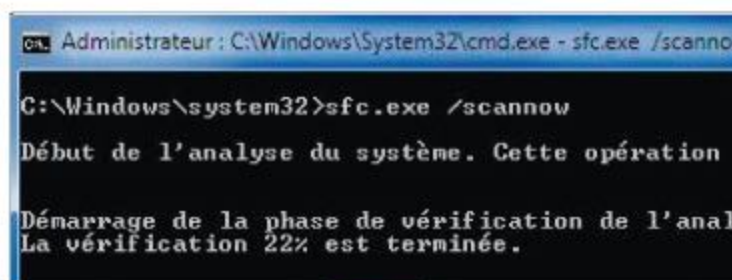 Administrateur : C:\Windows\System32\cmd.exe - sfc.exe /scanno
C:\Windows\system32>sfc.exe /scannow
Début de l'analyse du système. Cette opération
Démarrage de la phase de vérification de l'anal
La vérification 22% est terminée.